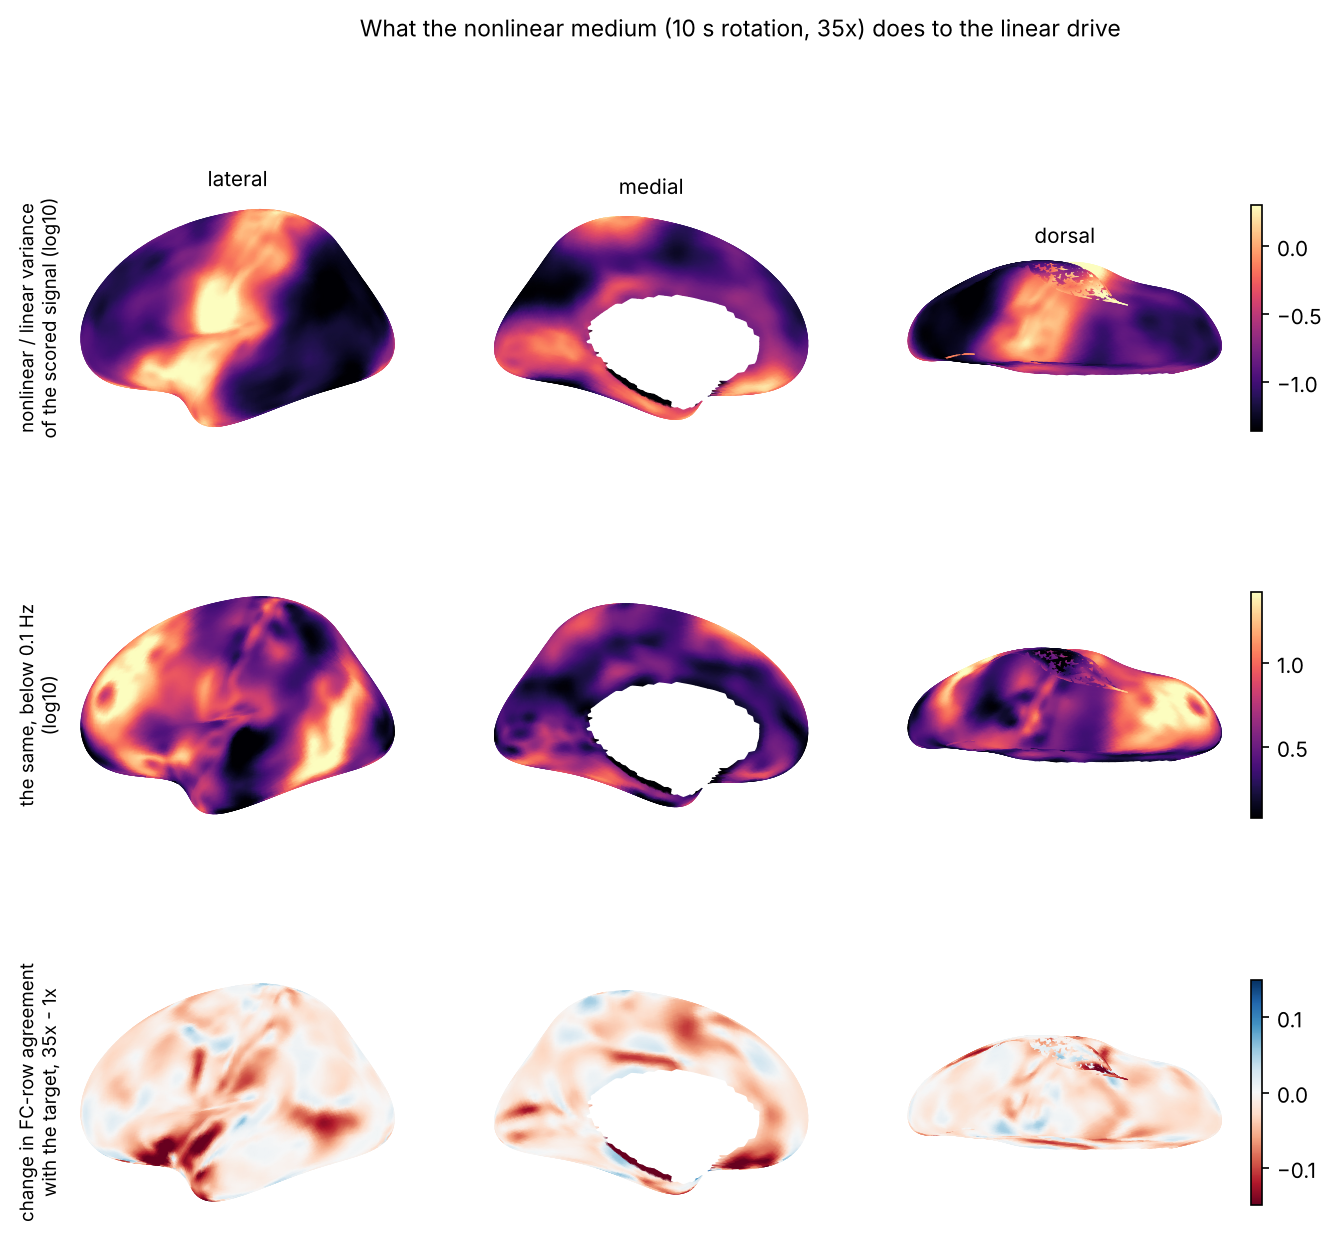 What the nonlinear medium (10 s rotation, 35x) does to the linear drive
lateral
medial
dorsal
nonlinear / linear variance
of the scored signal (log10)
0.0
−0.5
−1.0
the same, below 0.1 Hz
(log10)
1.0
0.5
change in FC-row agreement
with the target, 35x - 1x
0.1
0.0
−0.1